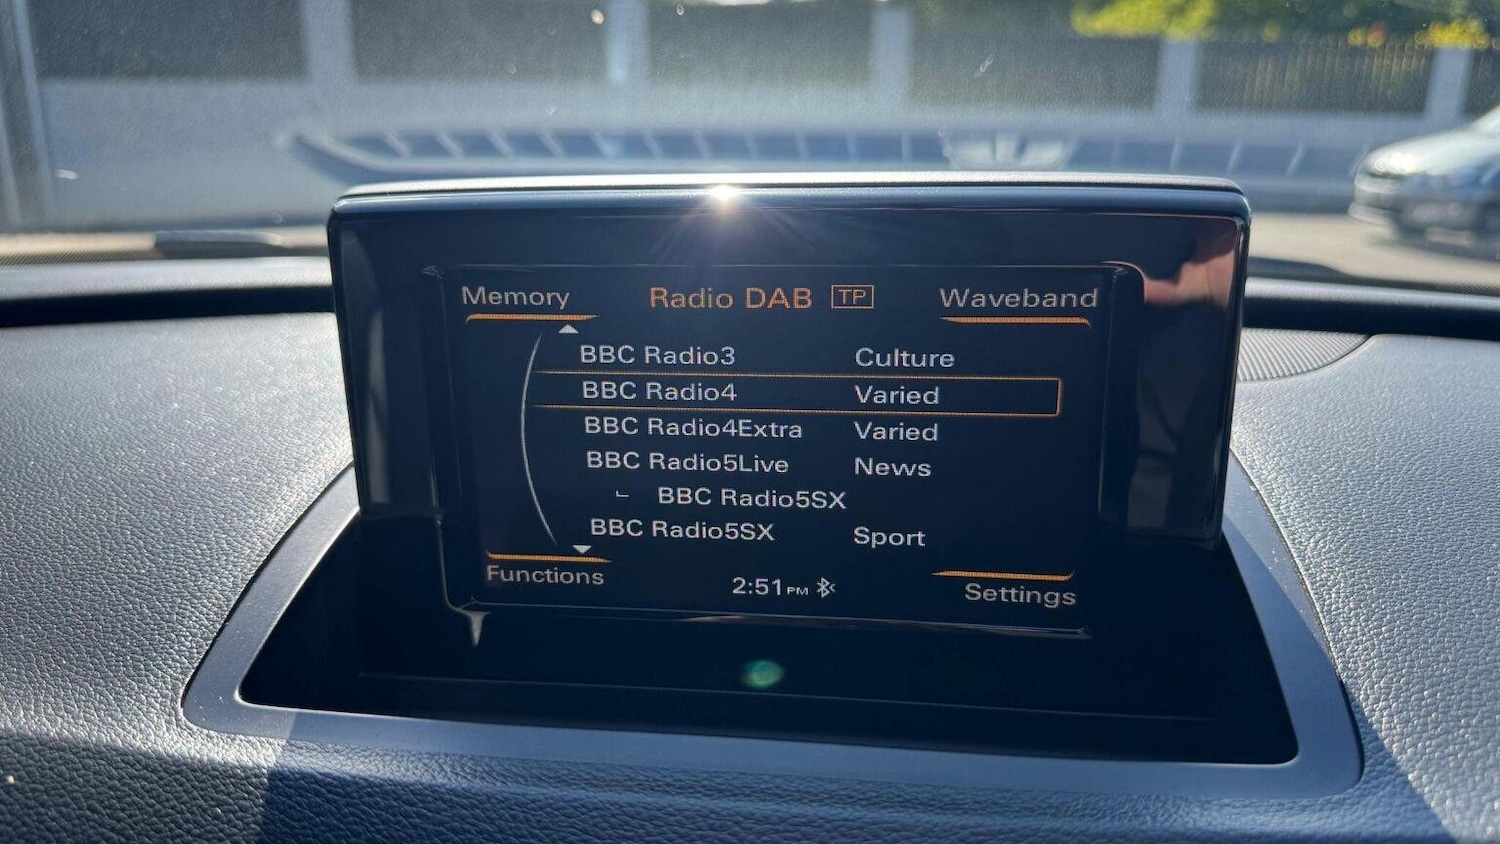 Memory Radio DAB TP Waveband
BBC Radio3 Culture
BBC Radio4 Varied
BBC Radio4Extra Varied
BBC Radio5Live News
BBC Radio5SX
BBC Radio5SX Sport
Functions 2:51PM Settings